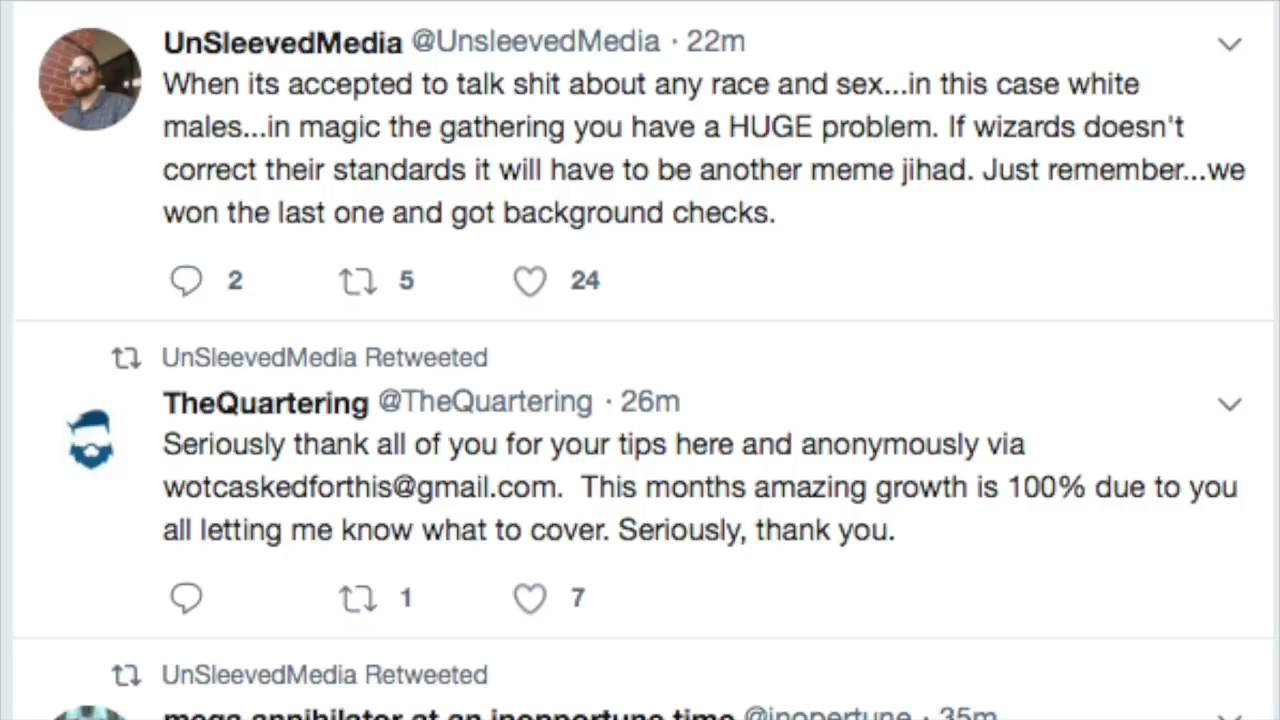 UnSleevedMedia @UnsleevedMedia · 22m
When its accepted to talk shit about any race and sex...in this case white
males...in magic the gathering you have a HUGE problem. If wizards doesn't
correct their standards it will have to be another meme jihad. Just remember...we
won the last one and got background checks.
2 5 24
UnSleevedMedia Retweeted
TheQuartering @TheQuartering · 26m
Seriously thank all of you for your tips here and anonymously via
wotcaskedforthis@gmail.com. This months amazing growth is 100% due to you
all letting me know what to cover. Seriously, thank you.
1 7
UnSleevedMedia Retweeted
mega annihilator at an inopportune time @inopertune · 35m